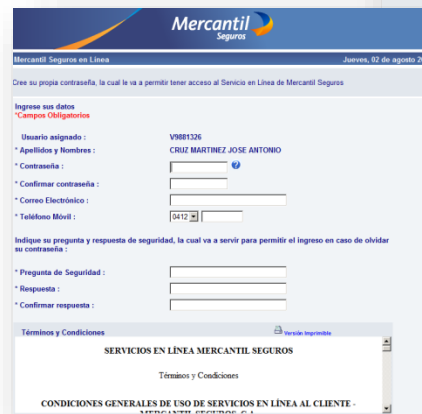 Mercantil
Seguros
Mercantil Seguros en Línea Jueves, 02 de agosto
Cree su propia contraseña, la cual le va a permitir tener acceso al Servicio en Línea de Mercantil Seguros
Ingrese sus datos
*Campos Obligatorios
Usuario asignado : V9881326
* Apellidos y Nombres : CRUZ MARTINEZ JOSE ANTONIO
* Contraseña : ?
* Confirmar contraseña :
* Correo Electrónico :
* Teléfono Móvil : 0412
Indique su pregunta y respuesta de seguridad, la cual va a servir para permitir el ingreso en caso de olvidar
su contraseña :
* Pregunta de Seguridad :
* Respuesta :
* Confirmar respuesta :
Términos y Condiciones Versión Imprimible
SERVICIOS EN LÍNEA MERCANTIL SEGUROS
Términos y Condiciones
CONDICIONES GENERALES DE USO DE SERVICIOS EN LÍNEA AL CLIENTE -
MERCANTIL SEGUROS, C.A.